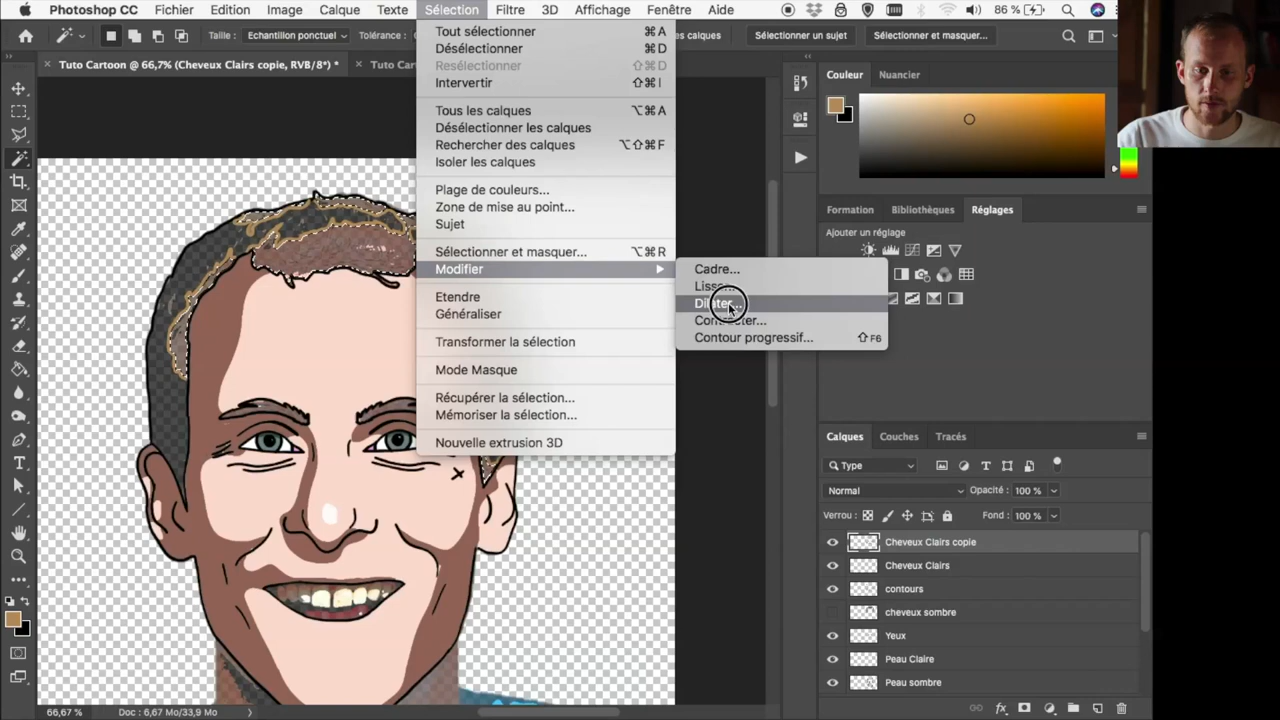 Photoshop CC Fichier Edition Image Calque Texte Sélection Filtre 3D Affichage Fenêtre Aide 86 %
Taille : Echantillon ponctuel Tolérance : Sélectionner un sujet Sélectionner et masquer...
Tuto Cartoon @ 66,7% (Cheveux Clairs copie, RVB/8*) *
Tuto
Tout sélectionner ⌘A
Désélectionner ⌘D
Resélectionner ⇧⌘D
Intervertir ⇧⌘I
Tous les calques ⌥⌘A
Désélectionner les calques
Rechercher des calques ⌥⇧⌘F
Isoler les calques
Plage de couleurs...
Zone de mise au point...
Sujet
Sélectionner et masquer... ⌥⌘R
Modifier
Etendre
Généraliser
Transformer la sélection
Mode Masque
Récupérer la sélection...
Mémoriser la sélection...
Nouvelle extrusion 3D
Cadre...
Contour progressif... ⇧F6
Couleur Nuancier
Formation Bibliothèques Réglages
Ajouter un réglage
Calques Couches Tracés
Type
Normal Opacité : 100 %
Verrou : Fond : 100 %
Cheveux Clairs copie
Cheveux Clairs
contours
cheveux sombre
Yeux
Peau Claire
Peau sombre
66,67 % Doc : 6,67 Mo/33,9 Mo